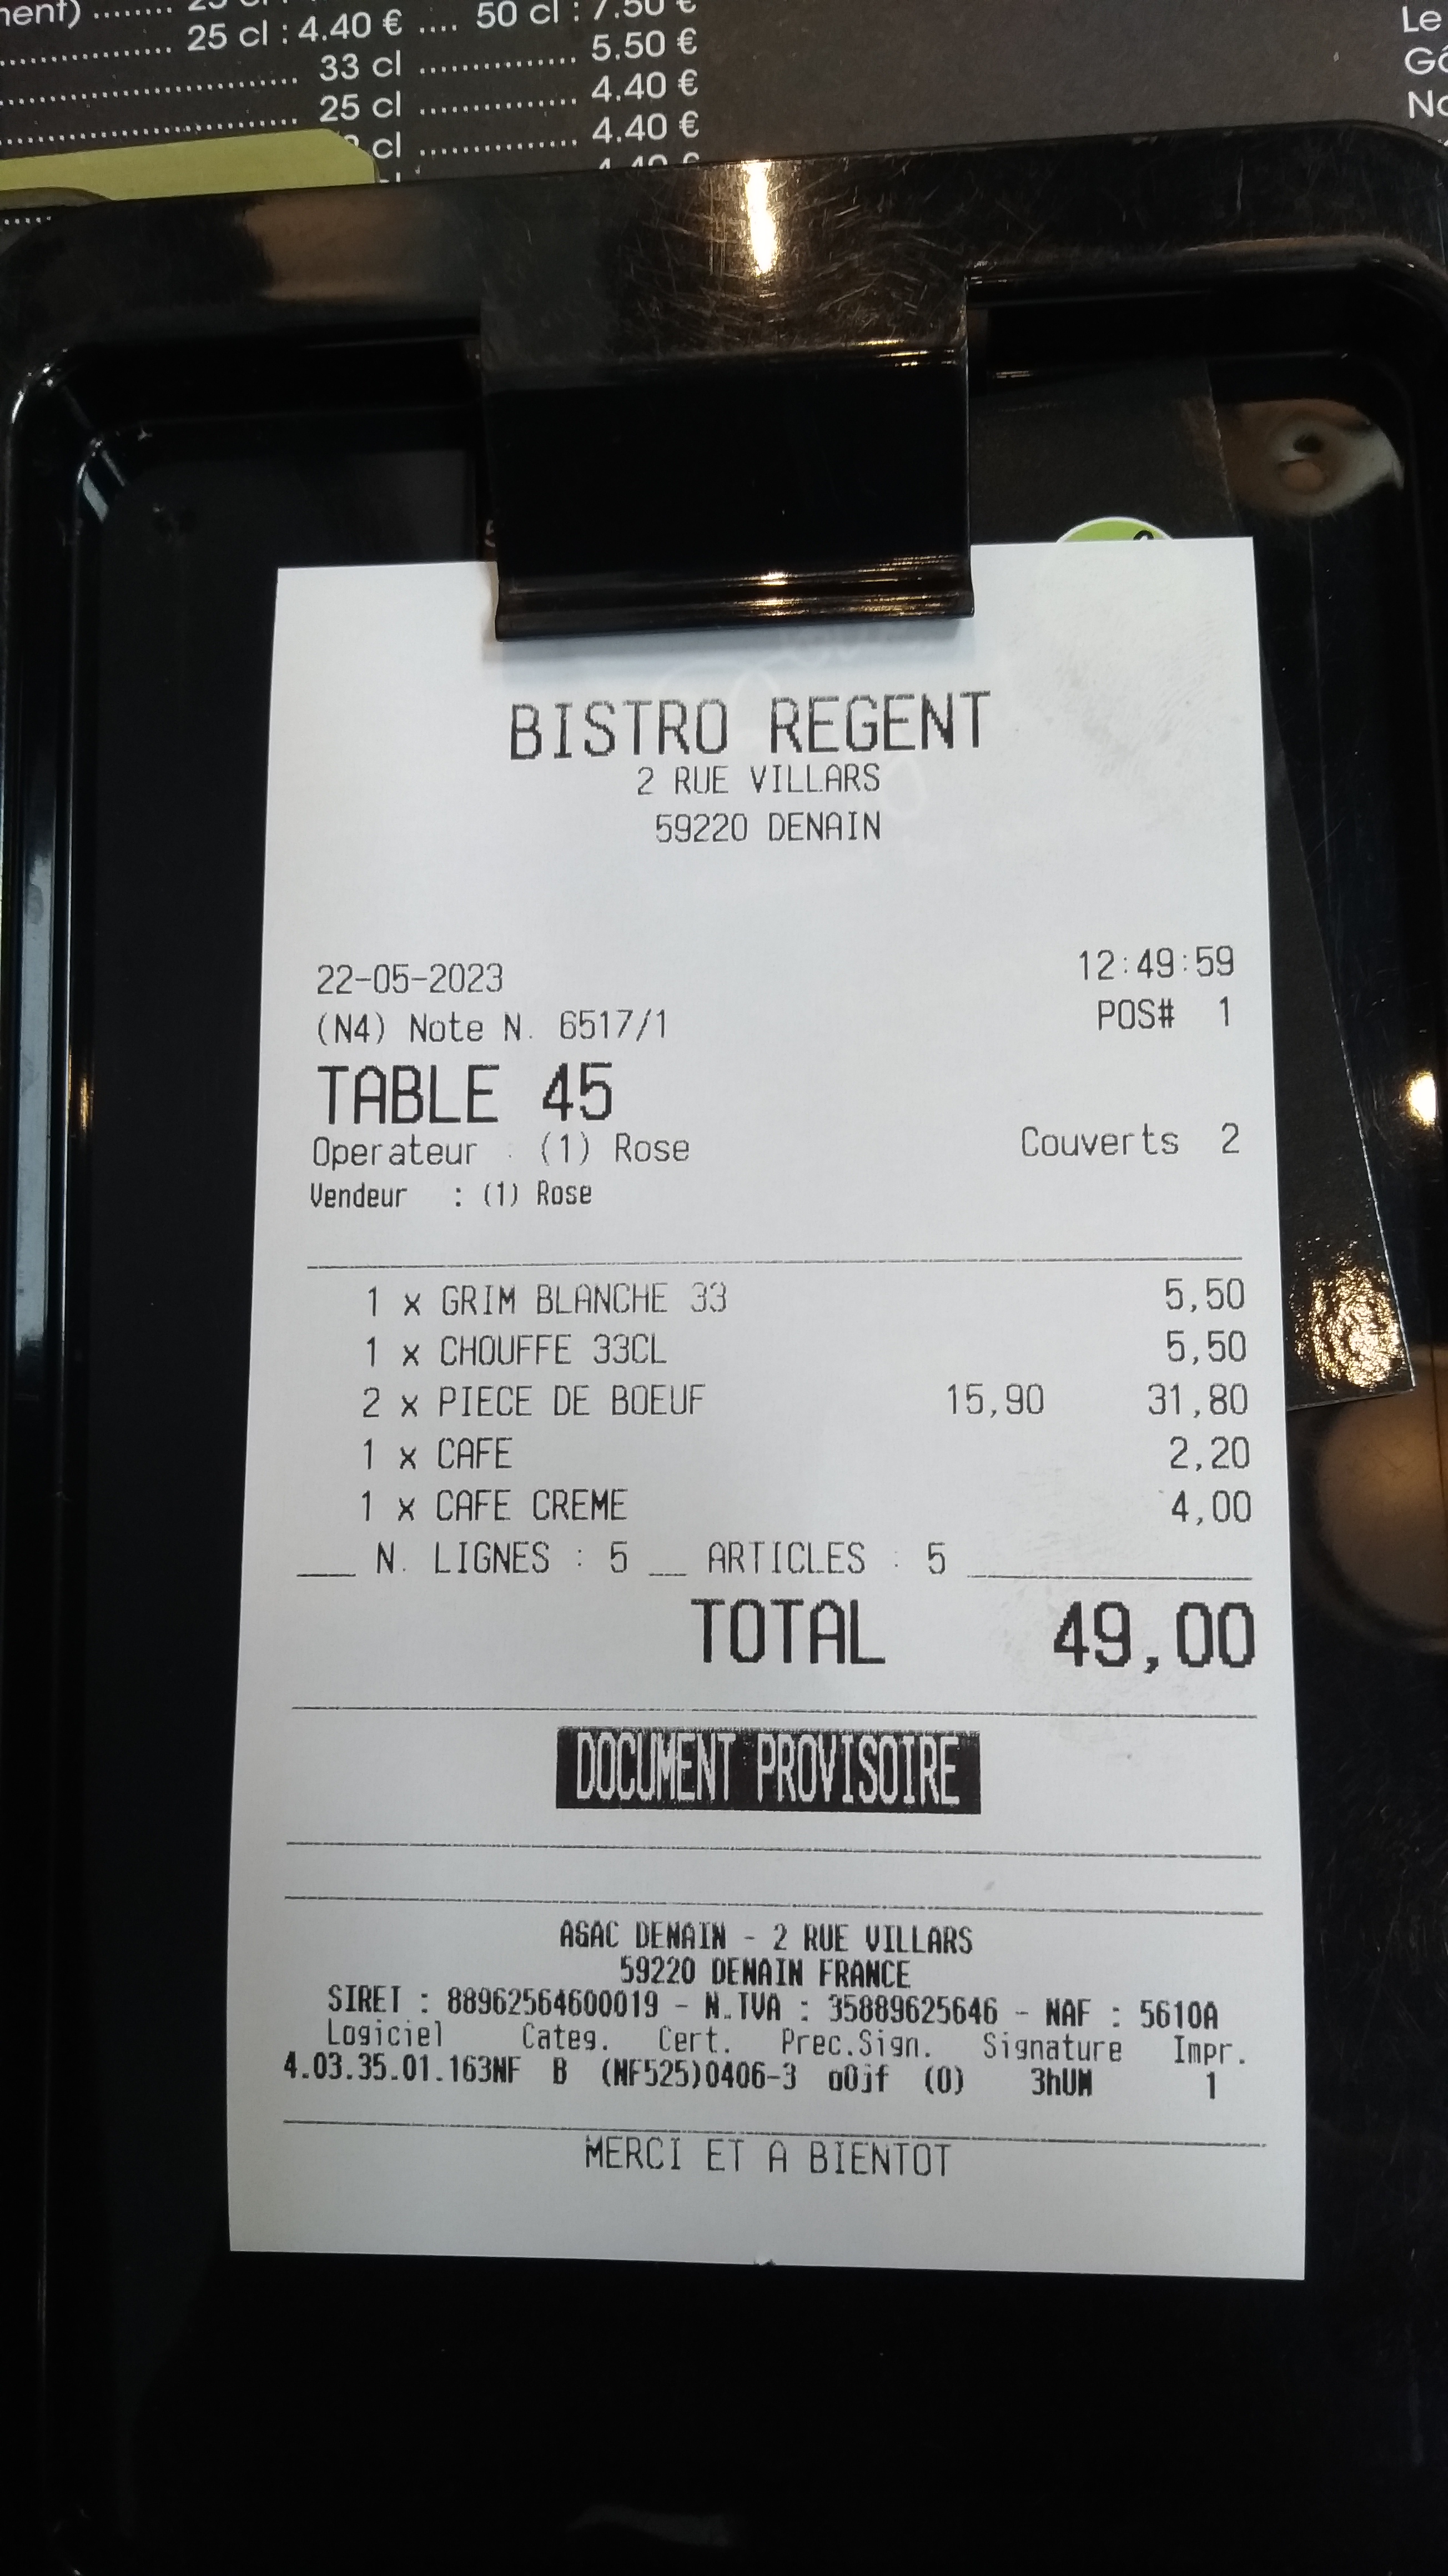 25 cl : 4.40 € .... 50 cl : 7.50 €
33 cl ............... 5.50 €
25 cl ............... 4.40 €
cl ............... 4.40 €
Le
BISTRO REGENT
2 RUE VILLARS
59220 DENAIN
22-05-2023 12:49:59
(N4) Note N. 6517/1 POS# 1
TABLE 45
Operateur : (1) Rose Couverts 2
Vendeur : (1) Rose
1 x GRIM BLANCHE 33 5,50
1 x CHOUFFE 33CL 5,50
2 x PIECE DE BOEUF 15,90 31,80
1 x CAFE 2,20
1 x CAFE CREME 4,00
N. LIGNES : 5 __ ARTICLES : 5
TOTAL 49,00
DOCUMENT PROVISOIRE
ASAC DENAIN - 2 RUE VILLARS
59220 DENAIN FRANCE
SIRET : 88962564600019 - N.TVA : 35889625646 - NAF : 5610A
Logiciel Categ. Cert. Prec.Sign. Signature Impr.
4.03.35.01.163NF B (NF525)0406-3 oOjf (0) 3hUM 1
MERCI ET A BIENTOT